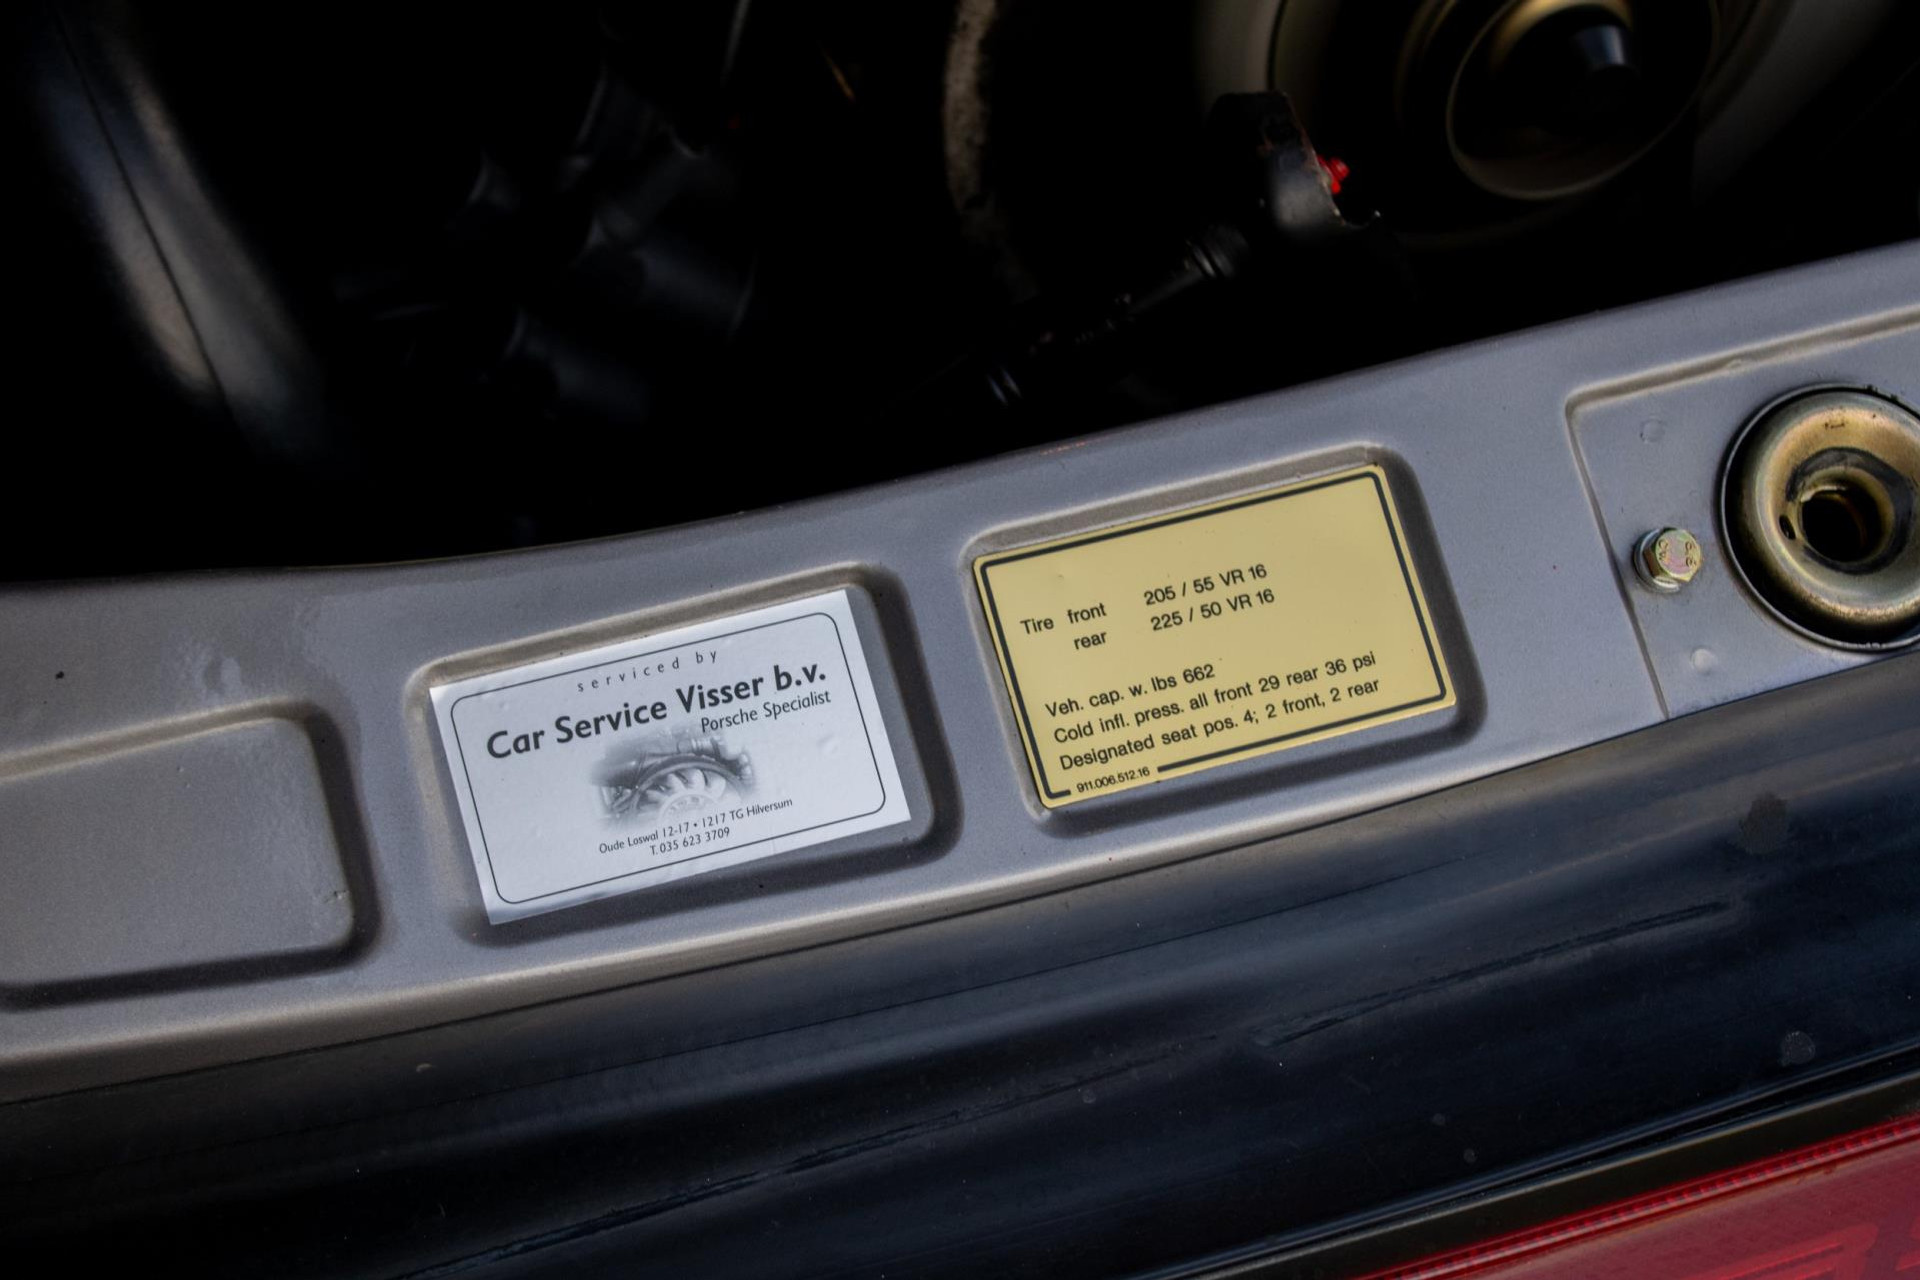 serviced by
Car Service Visser b.v.
Porsche Specialist
Oude Loswal 12-17 • 1217 TG Hilversum
T. 035 623 3709
Tire front 205 / 55 VR 16
rear 225 / 50 VR 16
Veh. cap. w. lbs 662
Cold infl. press. all front 29 rear 36 psi
Designated seat pos. 4; 2 front, 2 rear
911.006.512.16